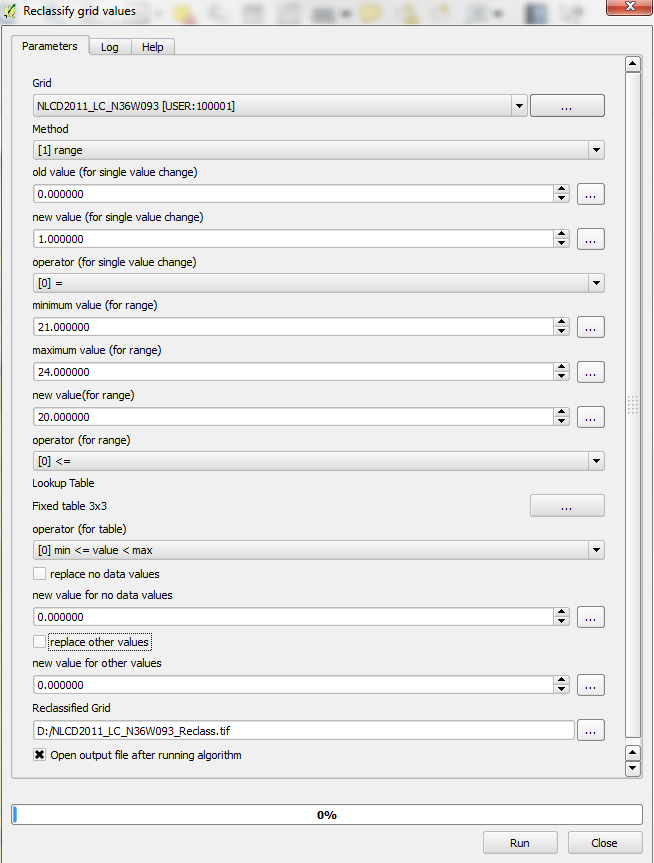 Reclassify grid values
Parameters Log Help
Grid
NLCD2011_LC_N36W093 [USER:100001] ...
Method
[1] range
old value (for single value change)
0.000000 ...
new value (for single value change)
1.000000 ...
operator (for single value change)
[0] =
minimum value (for range)
21.000000 ...
maximum value (for range)
24.000000 ...
new value(for range)
20.000000 ...
operator (for range)
[0] <=
Lookup Table
Fixed table 3x3 ...
operator (for table)
[0] min <= value < max
replace no data values
new value for no data values
0.000000 ...
replace other values
new value for other values
0.000000 ...
Reclassified Grid
D:/NLCD2011_LC_N36W093_Reclass.tif ...
Open output file after running algorithm
0%
Run Close